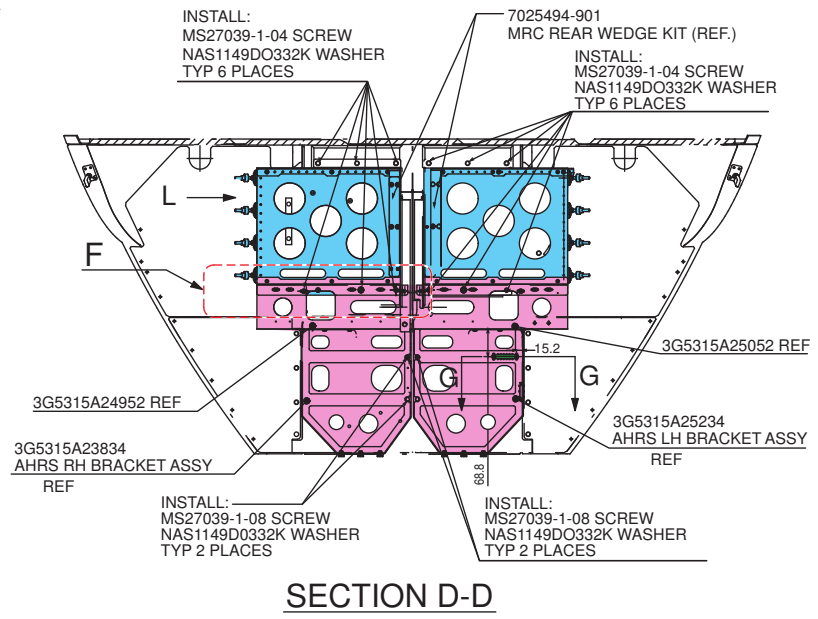 INSTALL:
MS27039-1-04 SCREW
NAS1149DO332K WASHER
TYP 6 PLACES
7025494-901
MRC REAR WEDGE KIT (REF.)
INSTALL:
MS27039-1-04 SCREW
NAS1149DO332K WASHER
TYP 6 PLACES
L
F
15.2
3G5315A25052 REF
G
G
3G5315A24952 REF
3G5315A25234
AHRS LH BRACKET ASSY
REF
3G5315A23834
AHRS RH BRACKET ASSY
REF
68.8
INSTALL:
MS27039-1-08 SCREW
NAS1149D0332K WASHER
TYP 2 PLACES
INSTALL:
MS27039-1-08 SCREW
NAS1149DO332K WASHER
TYP 2 PLACES
SECTION D-D